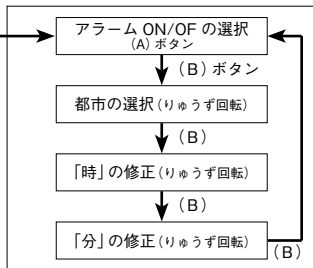 アラーム ON/OF の選択
(A) ボタン
(B) ボタン
都市の選択 (りゅうず回転)
(B)
「時」の修正 (りゅうず回転)
(B)
「分」の修正 (りゅうず回転)
(B)